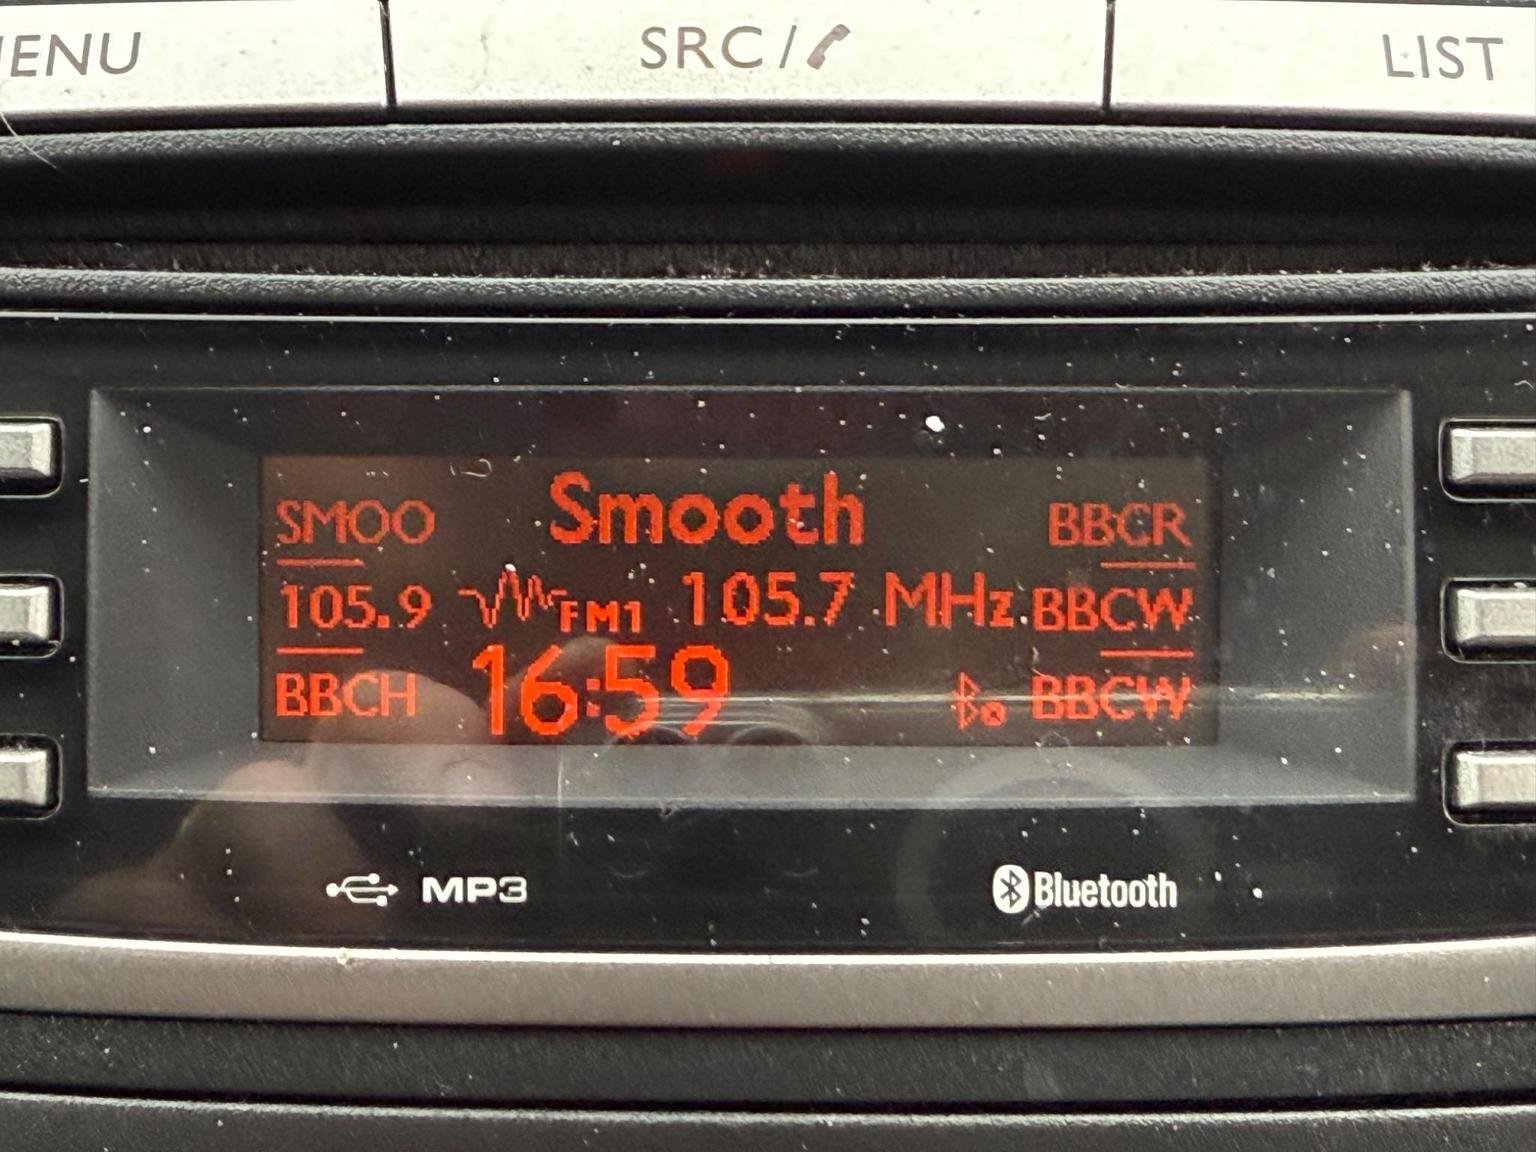 ENU SRC/ LIST
SMOO Smooth BBCR
105.9 FM1 105.7 MHz BBCW
BBCH 16:59 BBCW
MP3 Bluetooth